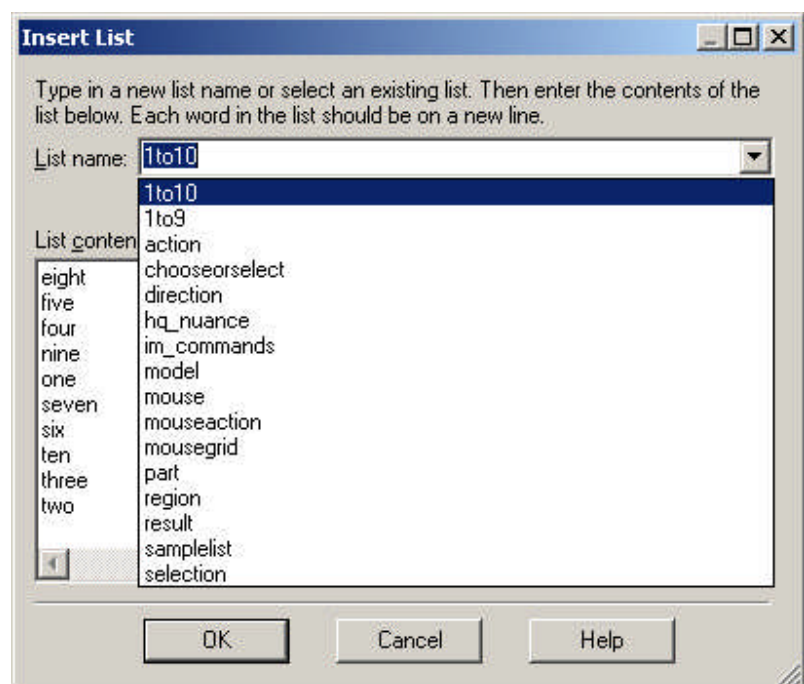 Insert List
Type in a new list name or select an existing list. Then enter the contents of the
list below. Each word in the list should be on a new line.
List name: 1to10
1to10
1to9
action
chooseorselect
direction
hq_nuance
im_commands
model
mouse
mouseaction
mousegrid
part
region
result
samplelist
selection
List conten
eight
five
four
nine
one
seven
six
ten
three
two
OK Cancel Help